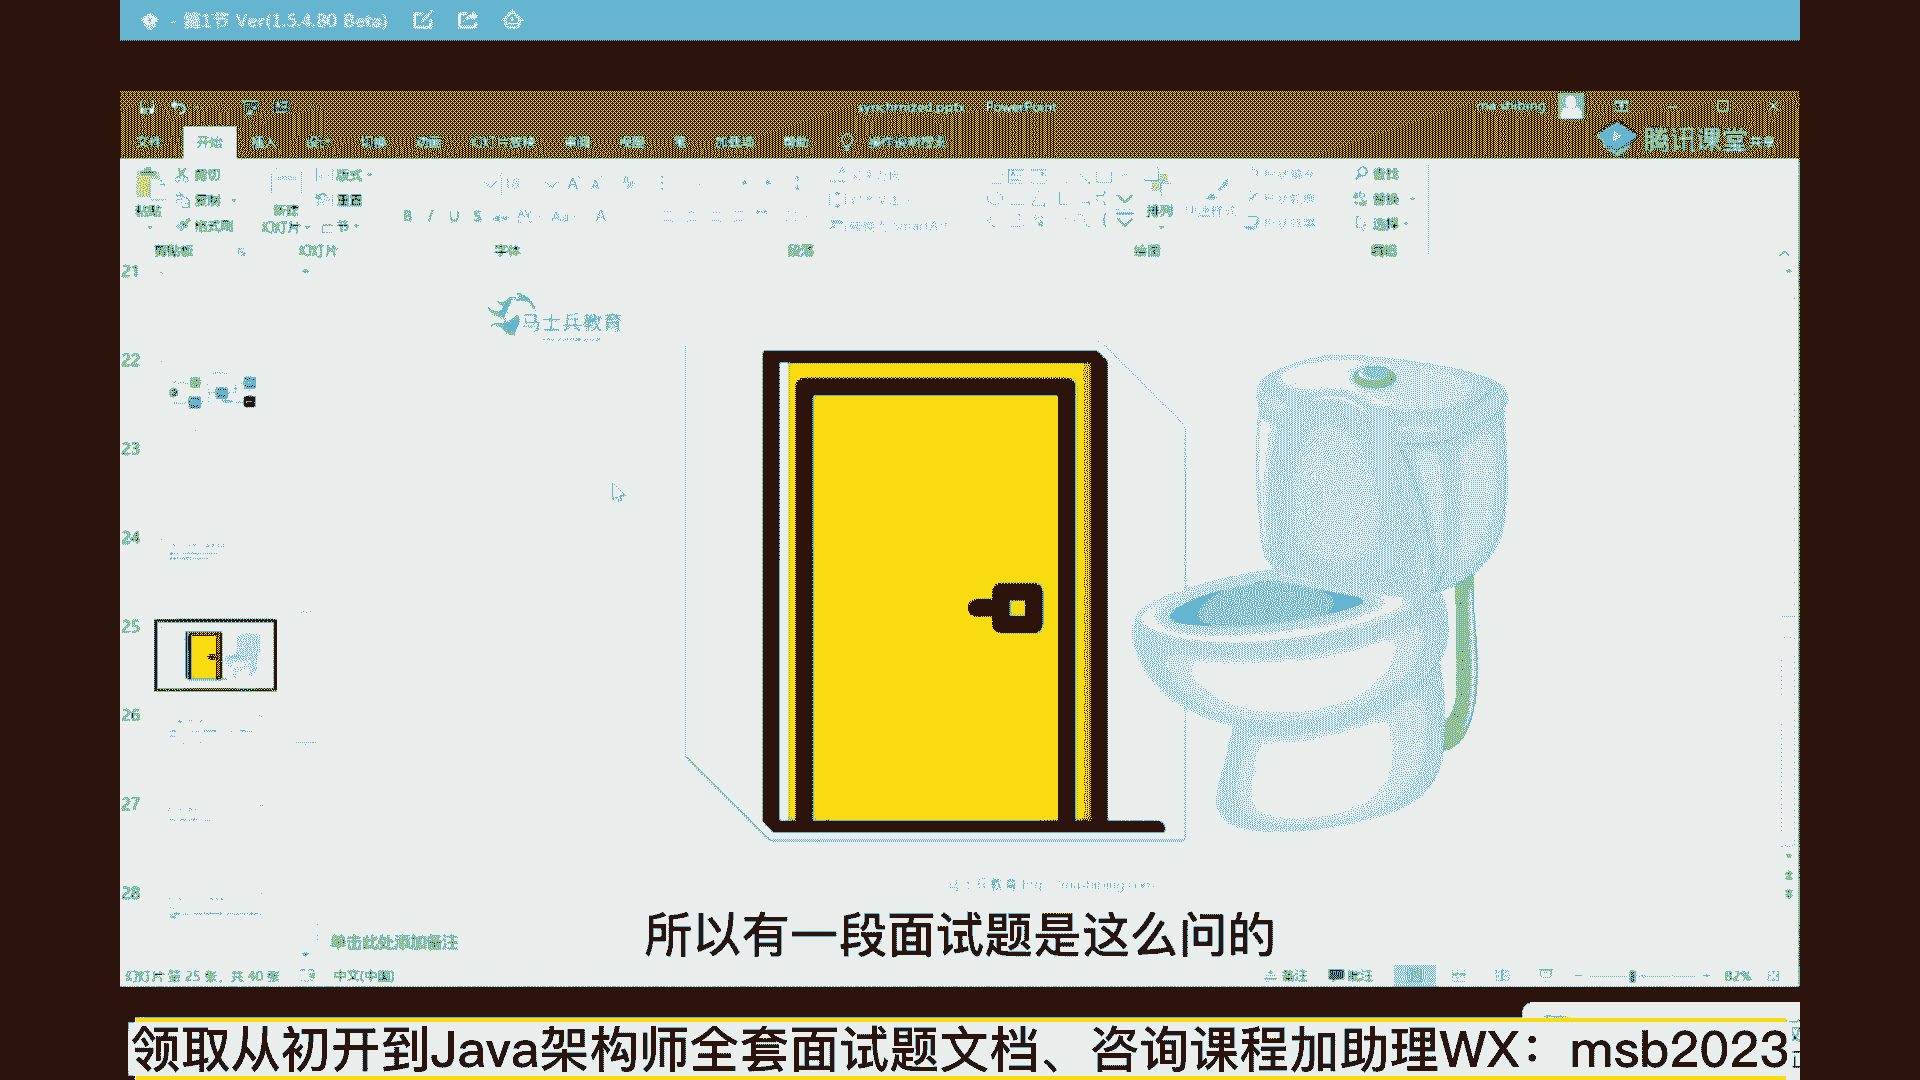 - 第1节 Ver(1.5.4.80 Beta)
synchronized.pptx - PowerPoint
文件 开始 插入 设计 切换 动画 幻灯片放映 审阅 视图 帮助 操作说明搜索
腾讯课堂 共享
剪切 版式 查找
粘贴 复制 新建 重置 排列 替换
格式刷 幻灯片 节 选择
剪贴板 幻灯片 字体 段落 绘图 编辑
21
马士兵教育
22
23
24
25
26
27
28
所以有一段面试题是这么问的
单击此处添加备注
幻灯片 第 25 张，共 40 张 中文(中国) 备注 批注 82%
领取从初开到Java架构师全套面试题文档、咨询课程加助理WX：msb2023